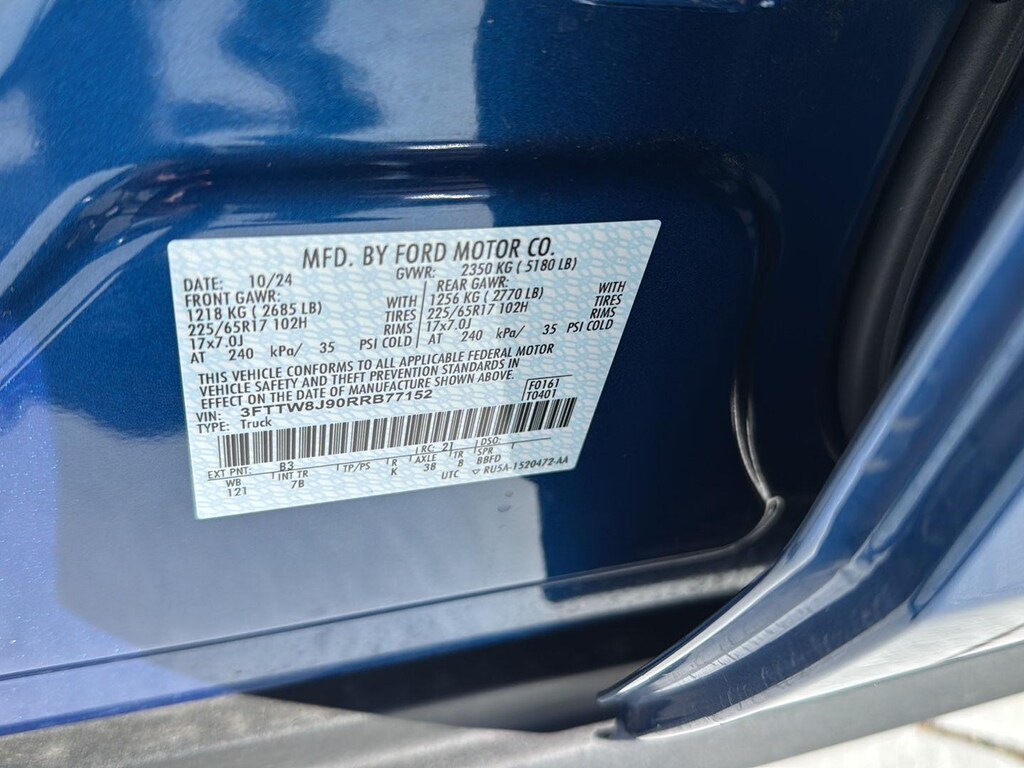 MFD. BY FORD MOTOR CO.
DATE: 10/24 GVWR: 2350 KG ( 5180 LB)
FRONT GAWR: REAR GAWR:
1218 KG ( 2685 LB) WITH 1256 KG ( 2770 LB) WITH
225/65R17 102H TIRES 225/65R17 102H TIRES
17x7.0J RIMS 17x7.0J RIMS
AT 240 kPa/ 35 PSI COLD AT 240 kPa/ 35 PSI COLD
THIS VEHICLE CONFORMS TO ALL APPLICABLE FEDERAL MOTOR
VEHICLE SAFETY AND THEFT PREVENTION STANDARDS IN
EFFECT ON THE DATE OF MANUFACTURE SHOWN ABOVE.
VIN: 3FTTW8J90RRB77152 F0161
TYPE: Truck T0401
EXT PNT: B3 RC: 21 DSO:
WB INT TR TP/PS R AXLE TR SPR
121 7B K 38 8 BBFD
UTC ▽ RU5A-1520472-AA